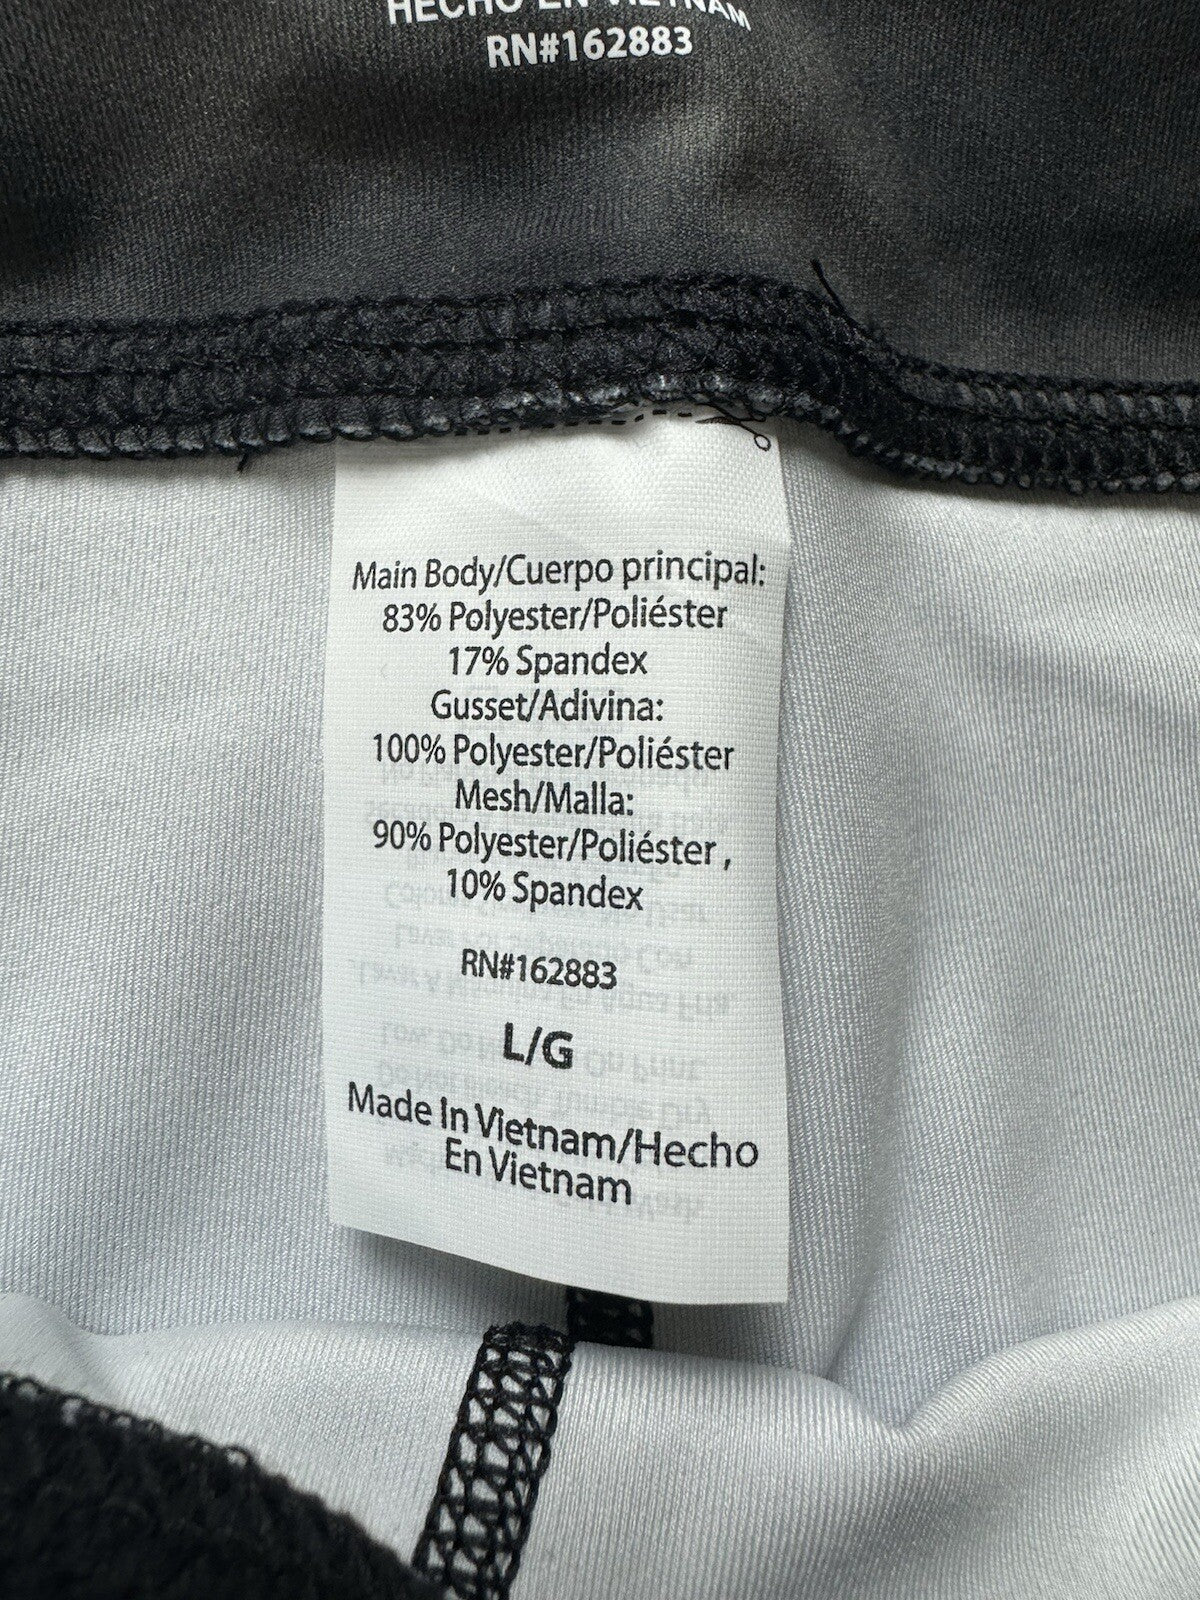 HECHO EN VIETNAM
RN#162883
Main Body/Cuerpo principal:
83% Polyester/Poliéster
17% Spandex
Gusset/Adivina:
100% Polyester/Poliéster
Mesh/Malla:
90% Polyester/Poliéster ,
10% Spandex
RN#162883
L/G
Made In Vietnam/Hecho
En Vietnam